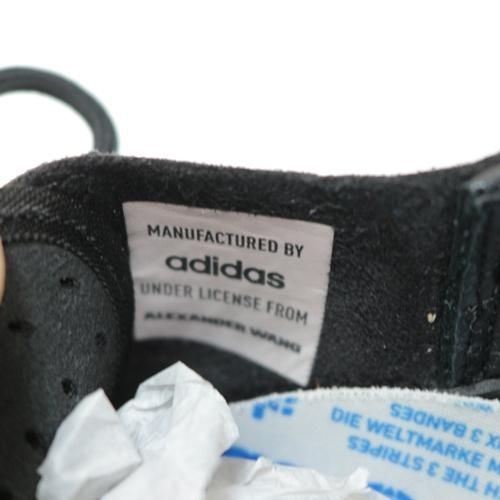 MANUFACTURED BY
adidas
UNDER LICENSE FROM
ALEXANDER WANG
DIE WELTMARKE
X 3 BANDES
THE 3 STRIPES